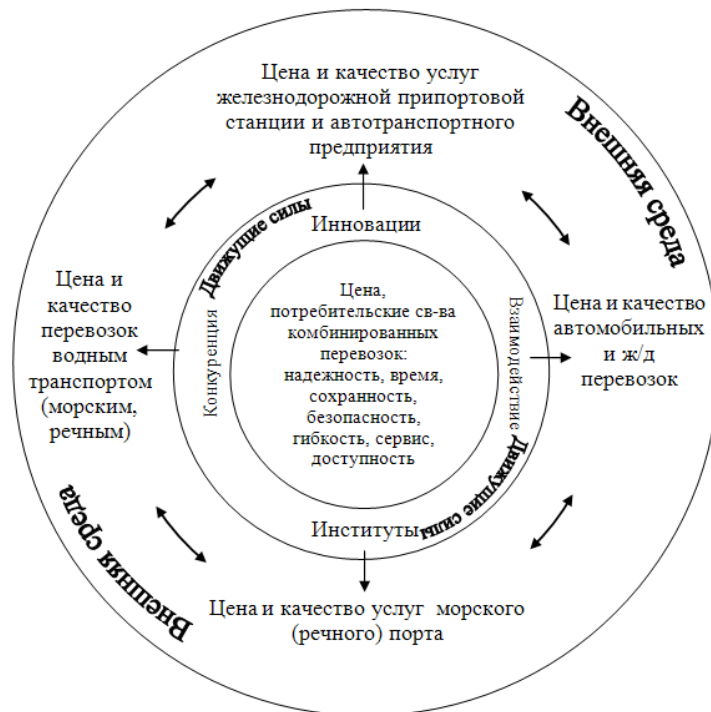 Цена и качество услуг
железнодорожной припортовой
станции и автотранспортного
предприятия
Внешняя среда
Движущие силы
Инновации
Цена и
качество
перевозок
водным
транспортом
(морским,
речным)
Конкуренция
Цена,
потребительские св-ва
комбинированных
перевозок:
надежность, время,
сохранность,
безопасность,
гибкость, сервис,
доступность
Взаимодействие
Цена и качество
автомобильных
и ж/д
перевозок
Движущие силы
Институты
Внешняя среда
Цена и качество услуг морского
(речного) порта